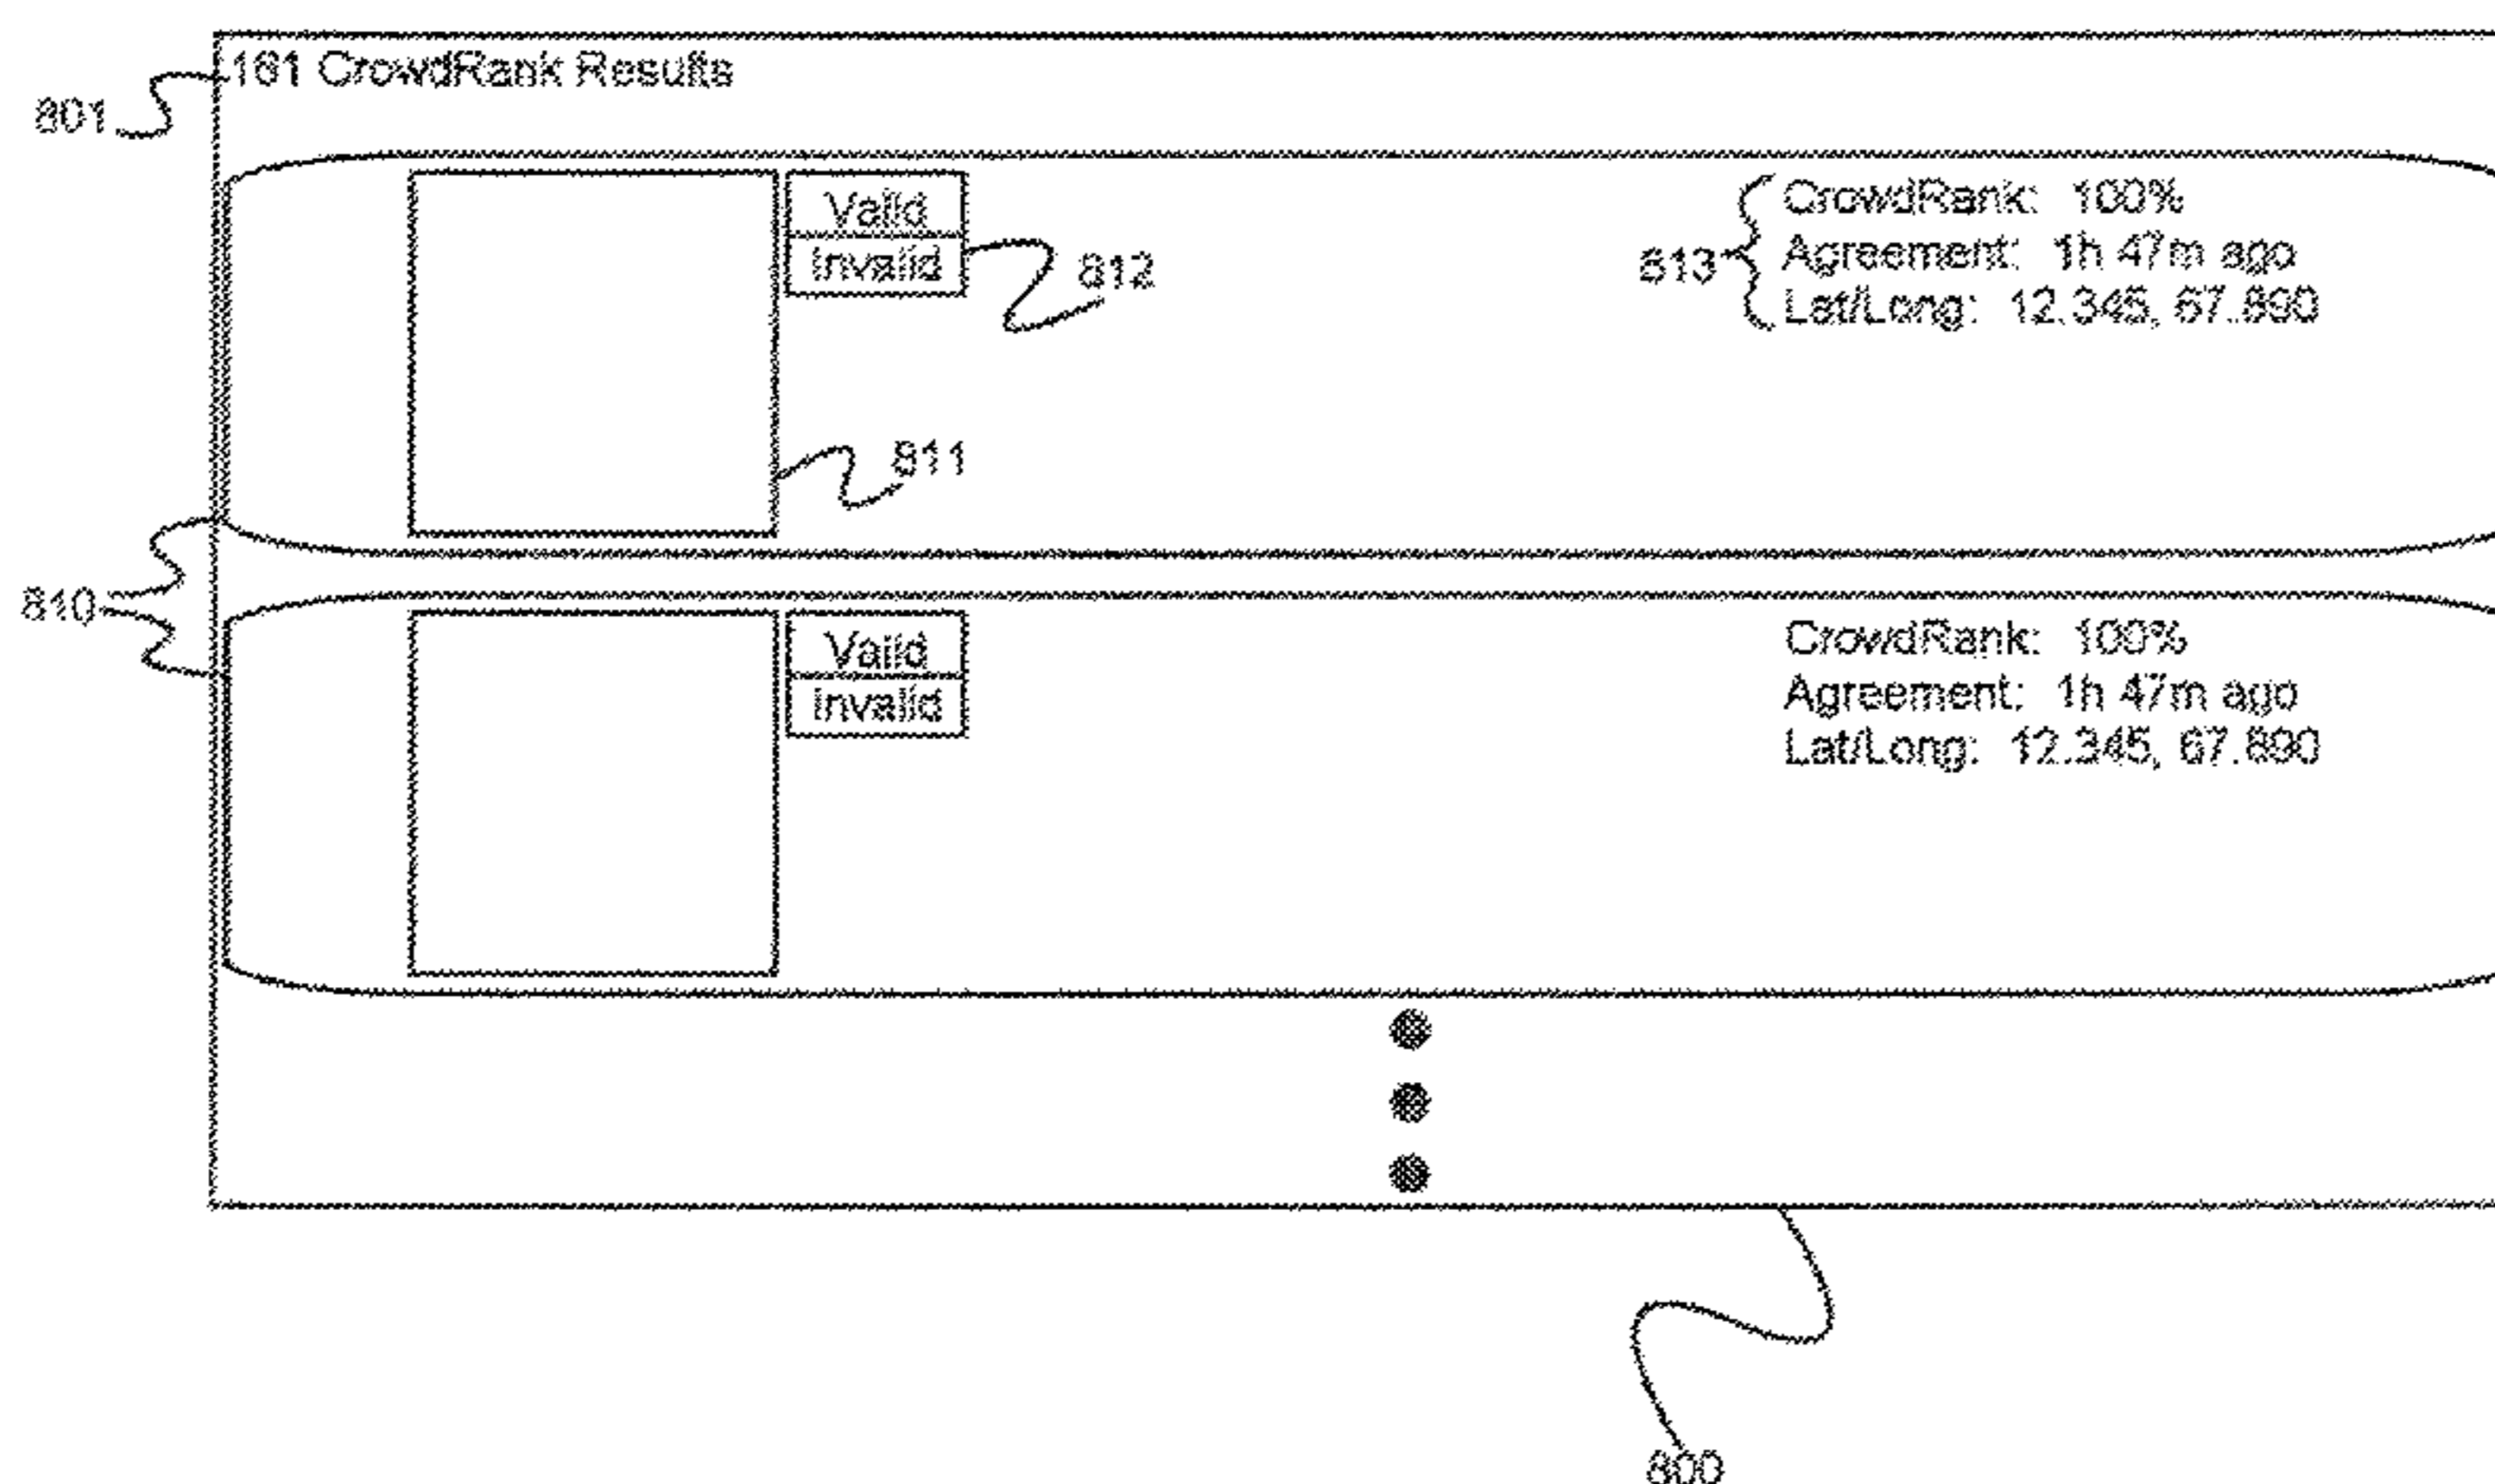 161 CrowdRank Results
801
Valid
Invalid
812
813
CrowdRank: 100%
Agreement: 1h 47m ago
Lat/Long: 12.345, 67.890
811
810
Valid
Invalid
CrowdRank: 100%
Agreement: 1h 47m ago
Lat/Long: 12.345, 67.890
800